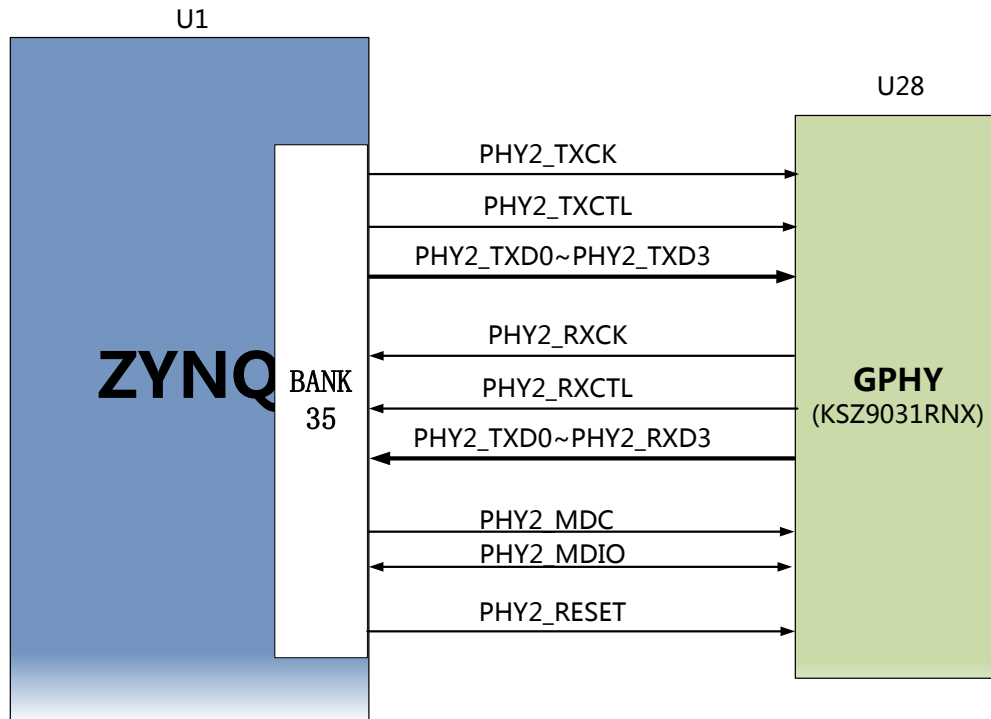 U1
U28
PHY2_TXCK
PHY2_TXCTL
PHY2_TXD0~PHY2_TXD3
PHY2_RXCK
PHY2_RXCTL
PHY2_TXD0~PHY2_RXD3
PHY2_MDC
PHY2_MDIO
PHY2_RESET
ZYNQ
BANK
35
GPHY
(KSZ9031RNX)